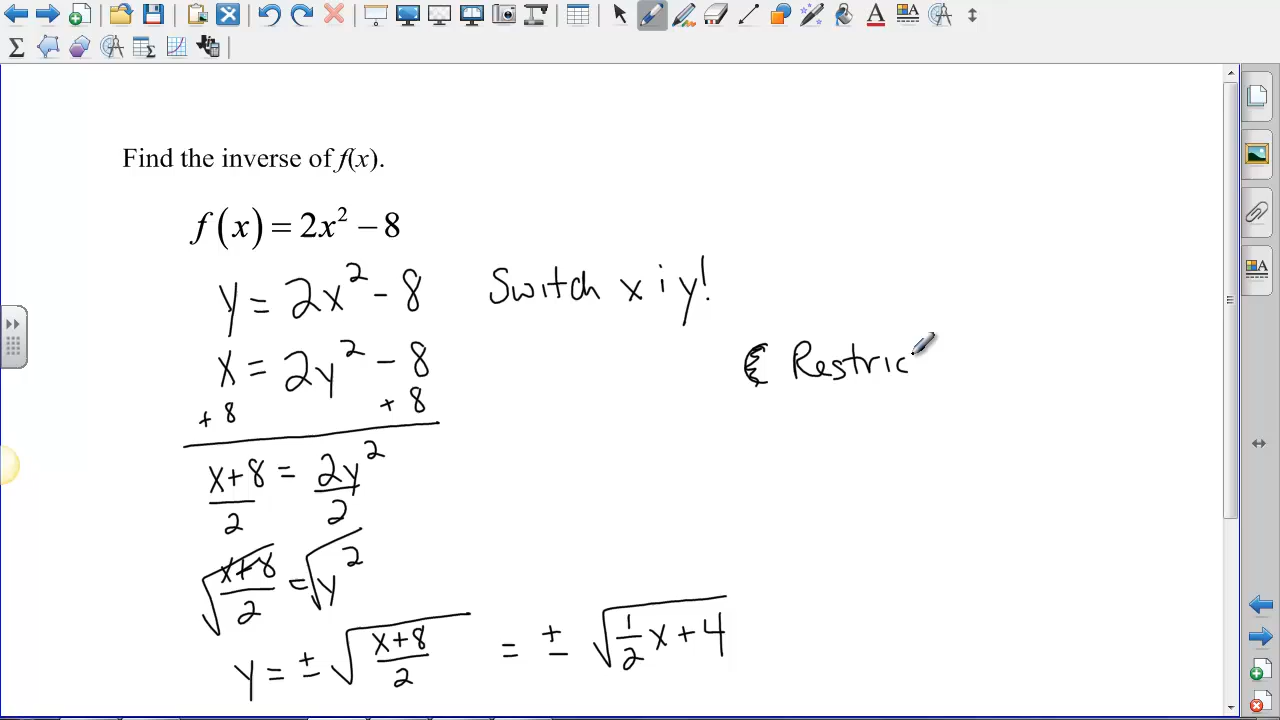 Find the inverse of f(x).
f(x) = 2x² − 8
y = 2x² - 8 Switch x i y!
x = 2y² - 8 Restric
+ 8 + 8
x+8/2 = 2y²/2
√(x+8/2) = √y²
y = ± √(x+8/2) = ± √(1/2 x + 4)